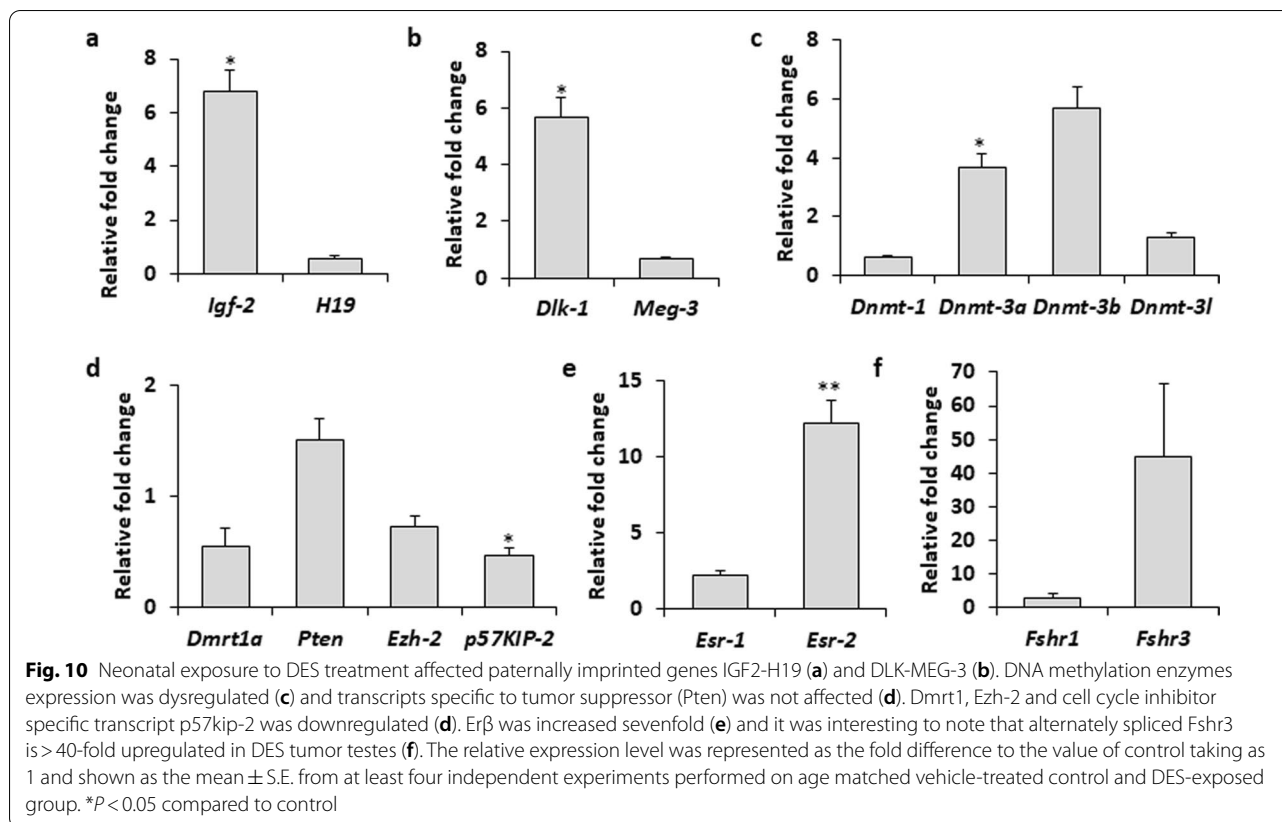 a
Relative fold change
8
6
4
2
0
*
Igf-2 H19
b
Relative fold change
8
6
4
2
0
*
Dlk-1 Meg-3
c
Relative fold change
8
6
4
2
0
*
Dnmt-1 Dnmt-3a Dnmt-3b Dnmt-3l
d
Relative fold change
2
1
0
*
Dmrt1a Pten Ezh-2 p57KIP-2
e
Relative fold change
15
10
5
0
**
Esr-1 Esr-2
f
Relative fold change
70
60
50
40
30
20
10
0
Fshr1 Fshr3
Fig. 10 Neonatal exposure to DES treatment affected paternally imprinted genes IGF2-H19 (a) and DLK-MEG-3 (b). DNA methylation enzymes
expression was dysregulated (c) and transcripts specific to tumor suppressor (Pten) was not affected (d). Dmrt1, Ezh-2 and cell cycle inhibitor
specific transcript p57kip-2 was downregulated (d). Erβ was increased sevenfold (e) and it was interesting to note that alternately spliced Fshr3
is > 40-fold upregulated in DES tumor testes (f). The relative expression level was represented as the fold difference to the value of control taking as
1 and shown as the mean ± S.E. from at least four independent experiments performed on age matched vehicle-treated control and DES-exposed
group. *P < 0.05 compared to control